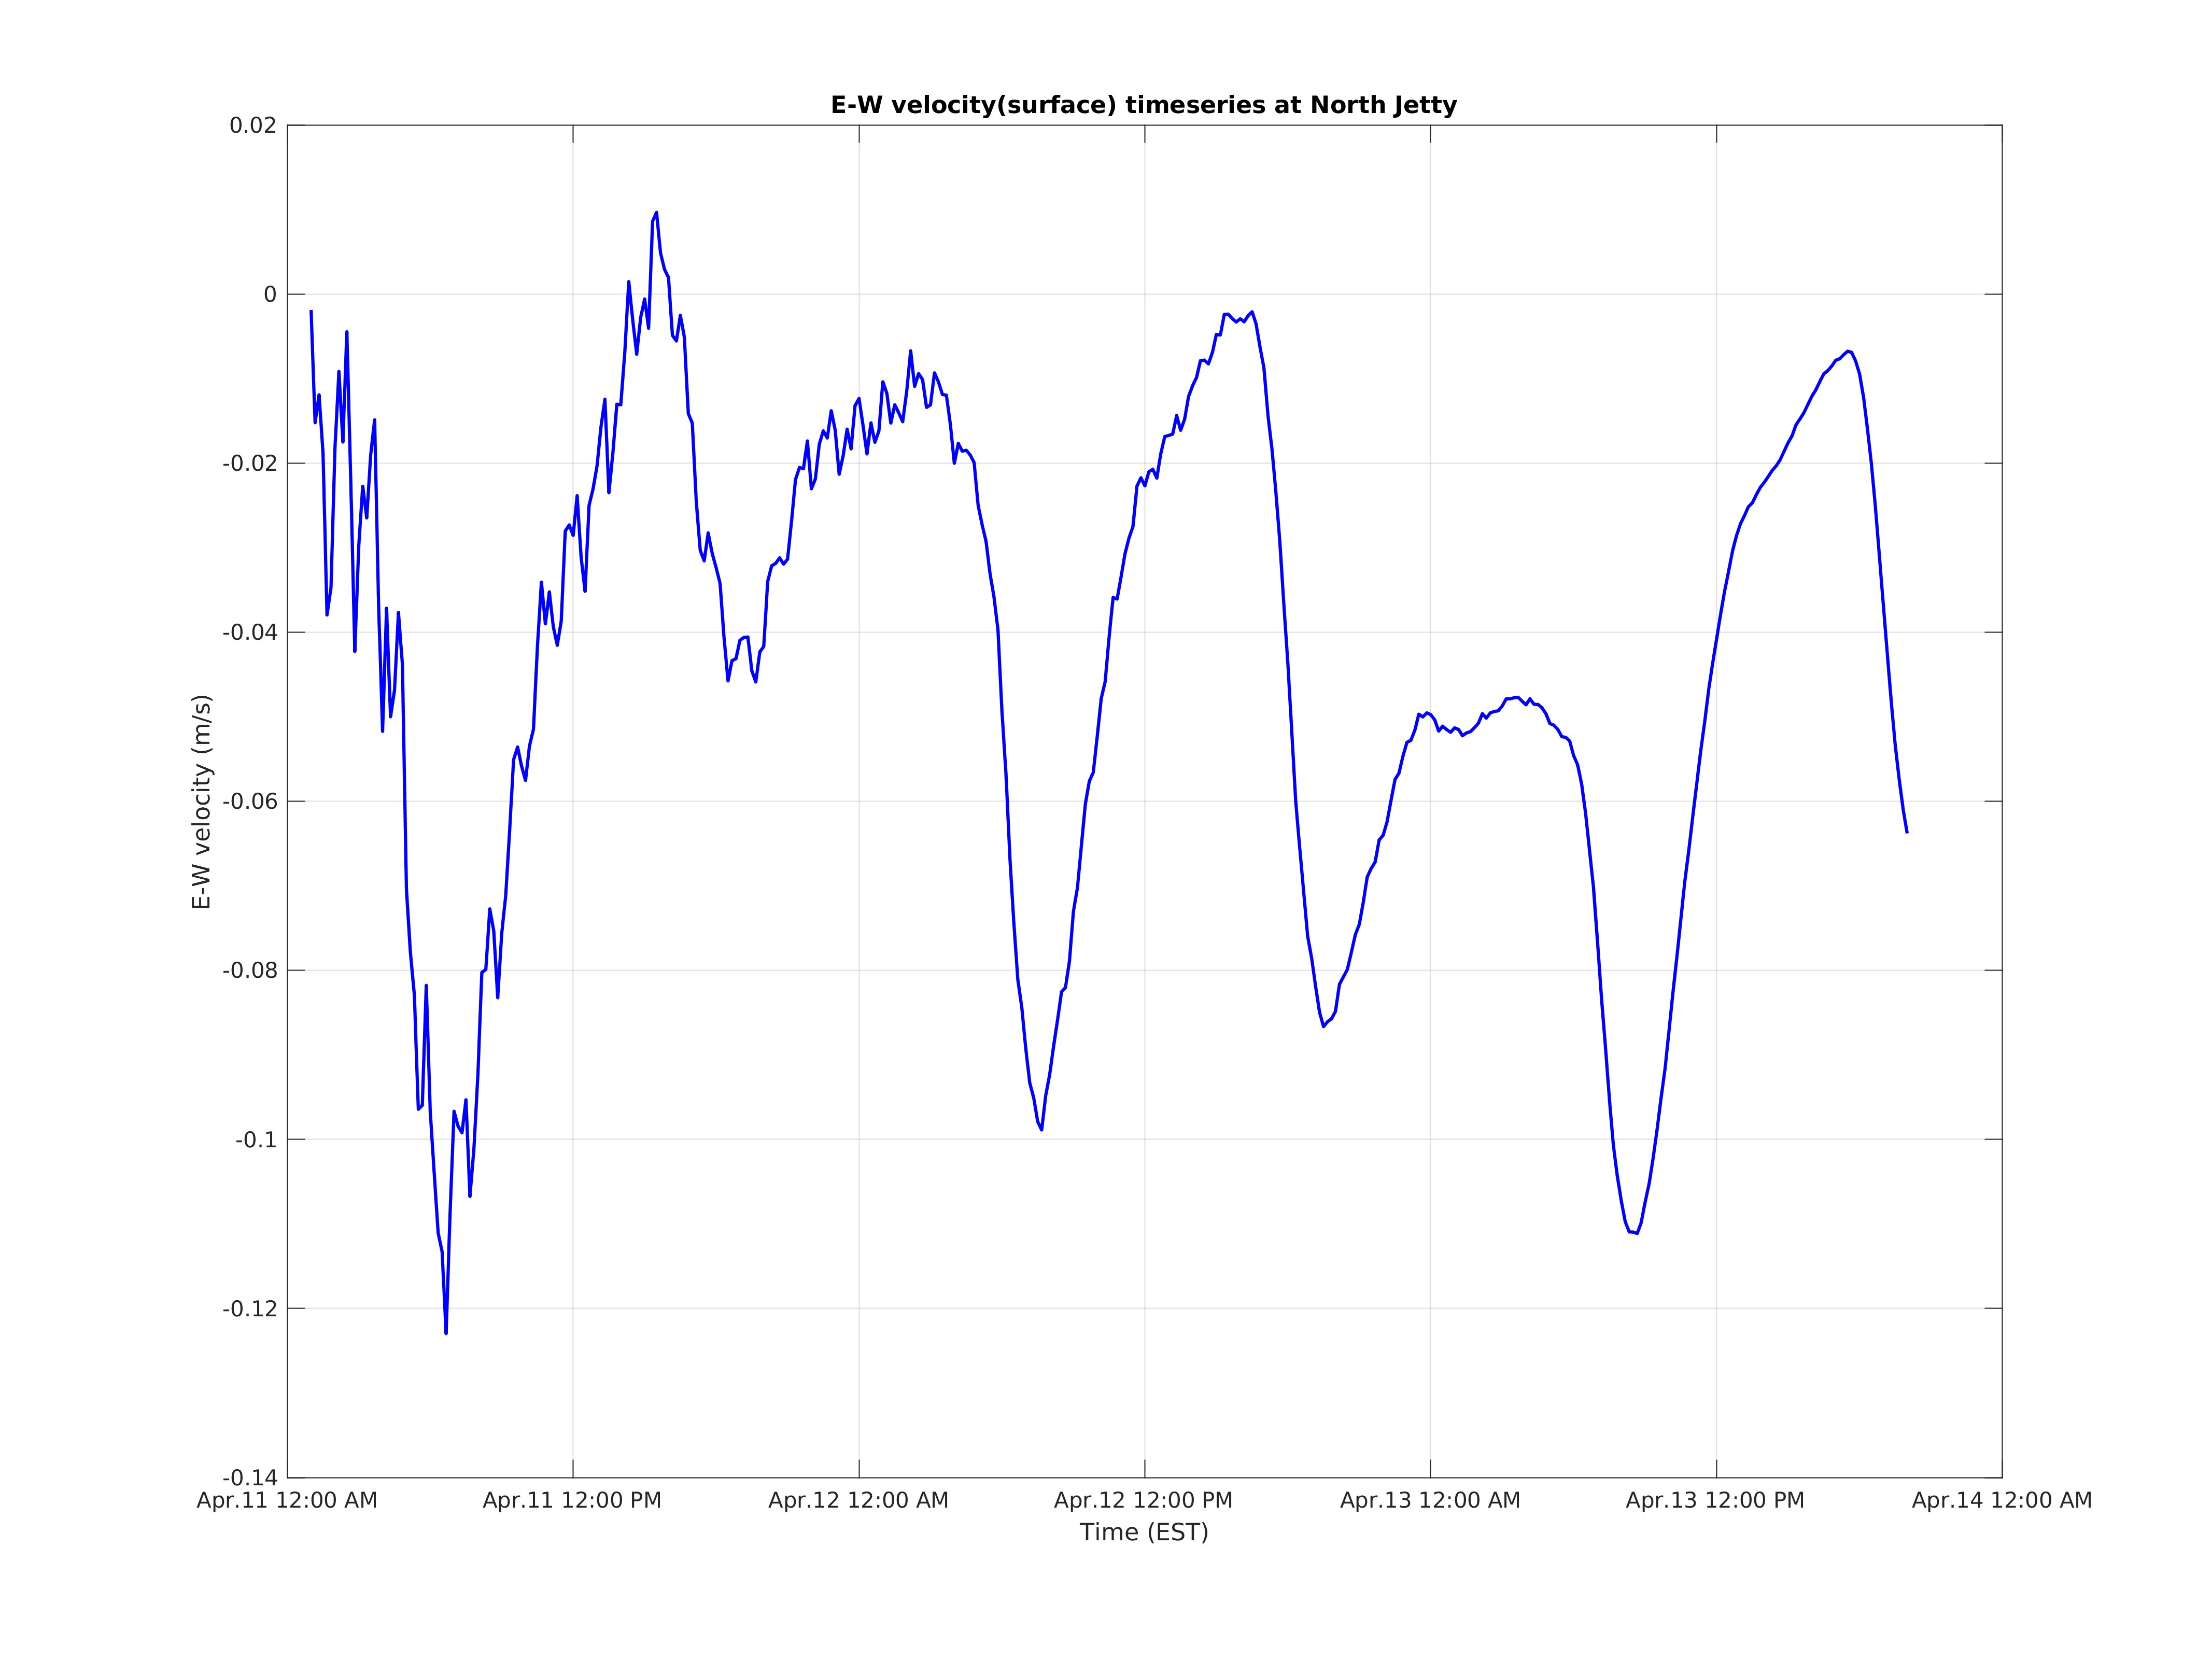 E-W velocity(surface) timeseries at North Jetty
0.02
0
-0.02
-0.04
-0.06
-0.08
-0.1
-0.12
-0.14
E-W velocity (m/s)
Apr.11 12:00 AM Apr.11 12:00 PM Apr.12 12:00 AM Apr.12 12:00 PM Apr.13 12:00 AM Apr.13 12:00 PM Apr.14 12:00 AM
Time (EST)